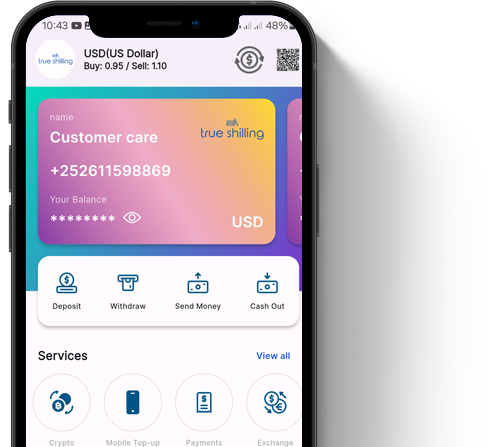 10:43
48%
true shilling
USD(US Dollar)
Buy: 0.95 / Sell: 1.10
name
Customer care
true shilling
+252611598869
Your Balance
********
USD
Deposit
Withdraw
Send Money
Cash Out
Services
View all
Crypto
Mobile Top-up
Payments
Exchange